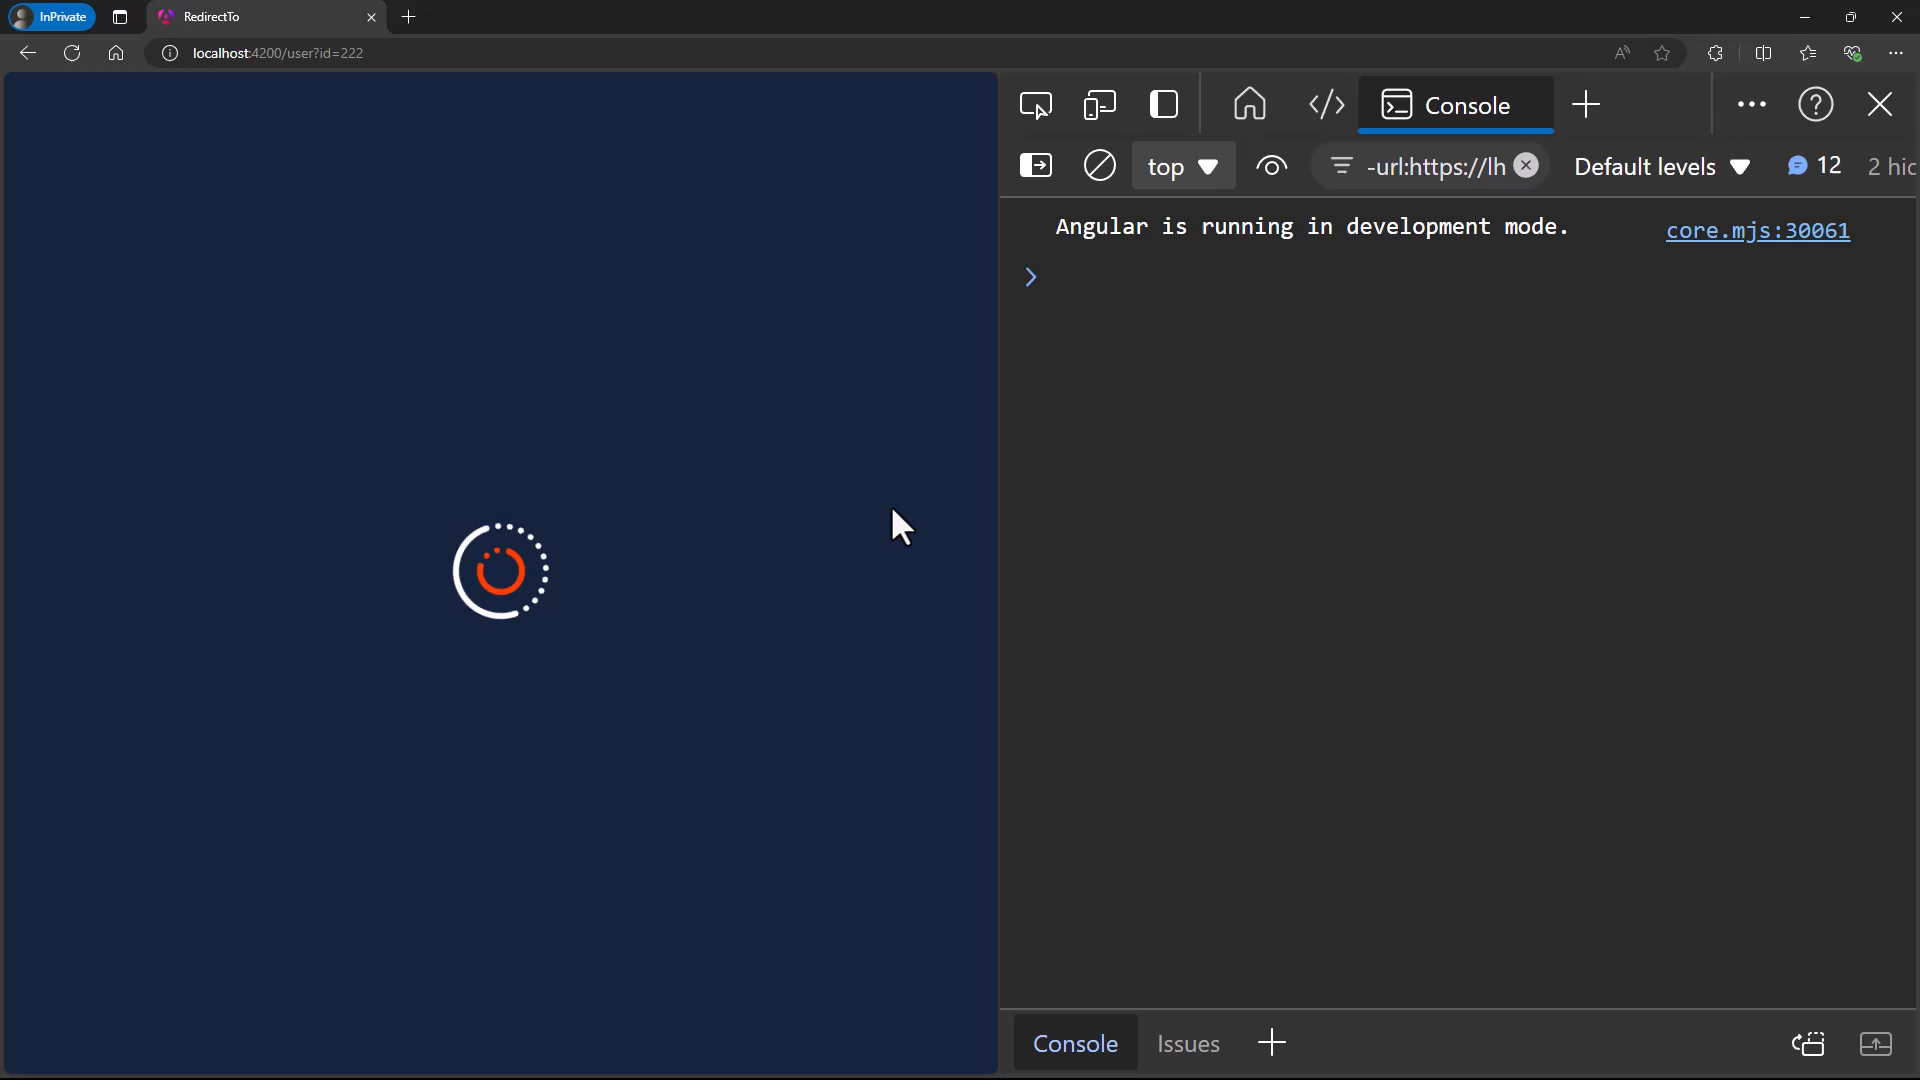 InPrivate
RedirectTo
localhost:4200/user?id=222
Console
top
-url:https://lh
Default levels
12
2 hic
Angular is running in development mode.
core.mjs:30061
Console
Issues